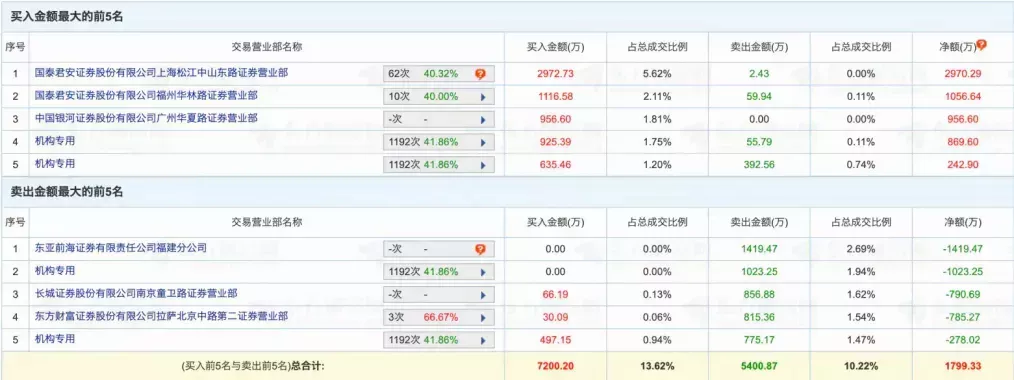 买入金额最大的前5名
序号 交易营业部名称 买入金额(万) 占总成交比例 卖出金额(万) 占总成交比例 净额(万)
1 国泰君安证券股份有限公司上海松江中山东路证券营业部 62次 40.32% 2972.73 5.62% 2.43 0.00% 2970.29
2 国泰君安证券股份有限公司福州华林路证券营业部 10次 40.00% 1116.58 2.11% 59.94 0.11% 1056.64
3 中国银河证券股份有限公司广州华夏路证券营业部 -次 - 956.60 1.81% 0.00 0.00% 956.60
4 机构专用 1192次 41.86% 925.39 1.75% 55.79 0.11% 869.60
5 机构专用 1192次 41.86% 635.46 1.20% 392.56 0.74% 242.90
卖出金额最大的前5名
序号 交易营业部名称 买入金额(万) 占总成交比例 卖出金额(万) 占总成交比例 净额(万)
1 东亚前海证券有限责任公司福建分公司 -次 - 0.00 0.00% 1419.47 2.69% -1419.47
2 机构专用 1192次 41.86% 0.00 0.00% 1023.25 1.94% -1023.25
3 长城证券股份有限公司南京童卫路证券营业部 -次 - 66.19 0.13% 856.88 1.62% -790.69
4 东方财富证券股份有限公司拉萨北京中路第二证券营业部 3次 66.67% 30.09 0.06% 815.36 1.54% -785.27
5 机构专用 1192次 41.86% 497.15 0.94% 775.17 1.47% -278.02
(买入前5名与卖出前5名)总合计: 7200.20 13.62% 5400.87 10.22% 1799.33